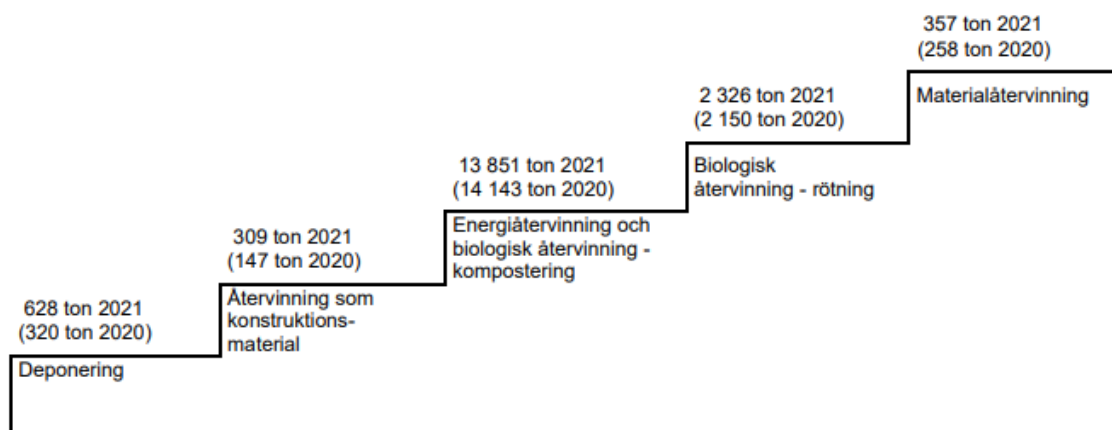 628 ton 2021
(320 ton 2020)
Deponering
309 ton 2021
(147 ton 2020)
Återvinning som
konstruktions-
material
13 851 ton 2021
(14 143 ton 2020)
Energiåtervinning och
biologisk återvinning -
kompostering
2 326 ton 2021
(2 150 ton 2020)
Biologisk
återvinning - rötning
357 ton 2021
(258 ton 2020)
Materialåtervinning